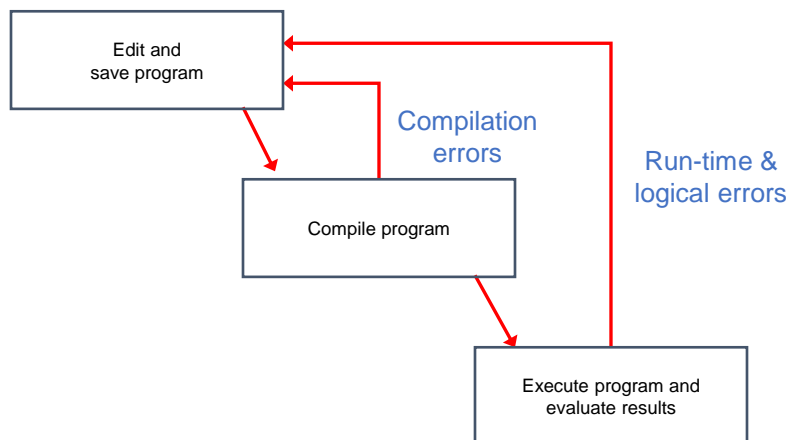 Edit and
save program
Compilation
errors
Run-time &
logical errors
Compile program
Execute program and
evaluate results